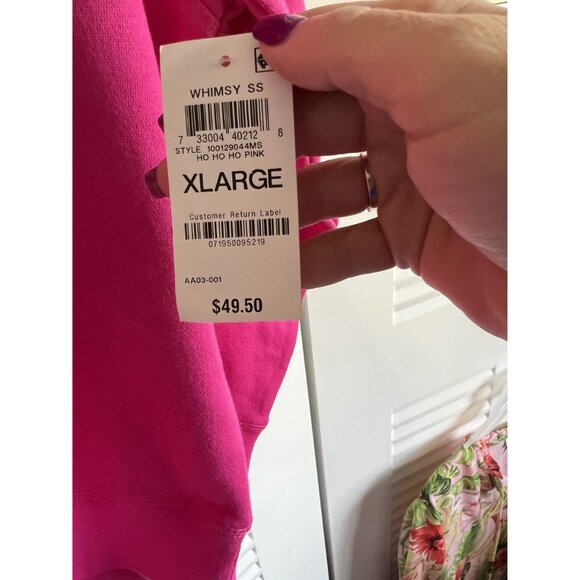 WHIMSY SS
7 33004 40212 8
STYLE 100129044MS
HO HO HO PINK
XLARGE
Customer Return Label
071950095219
AA03-001
$49.50